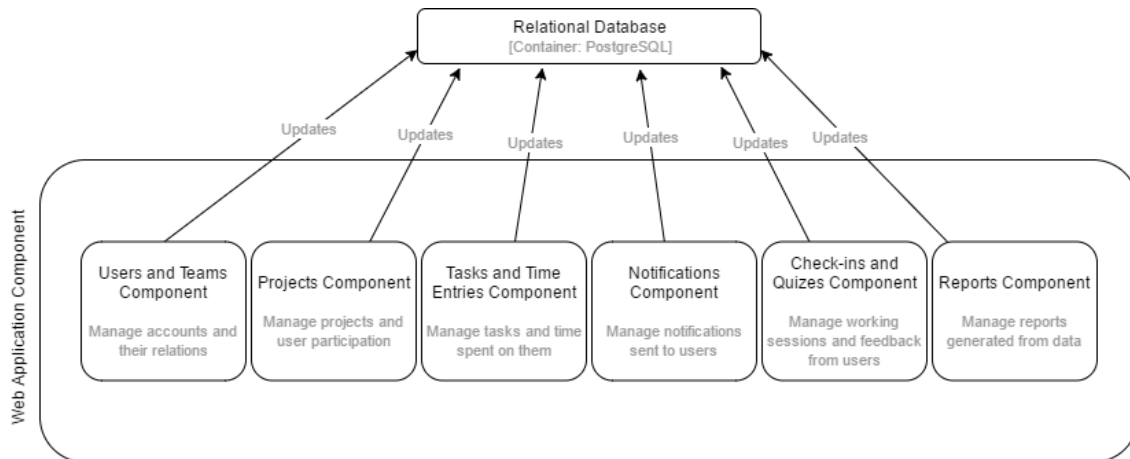 Relational Database
[Container: PostgreSQL]
Updates
Updates
Updates
Updates
Updates
Updates
Web Application Component
Users and Teams
Component
Manage accounts and
their relations
Projects Component
Manage projects and
user participation
Tasks and Time
Entries Component
Manage tasks and time
spent on them
Notifications
Component
Manage notifications
sent to users
Check-ins and
Quizes Component
Manage working
sessions and feedback
from users
Reports Component
Manage reports
generated from data